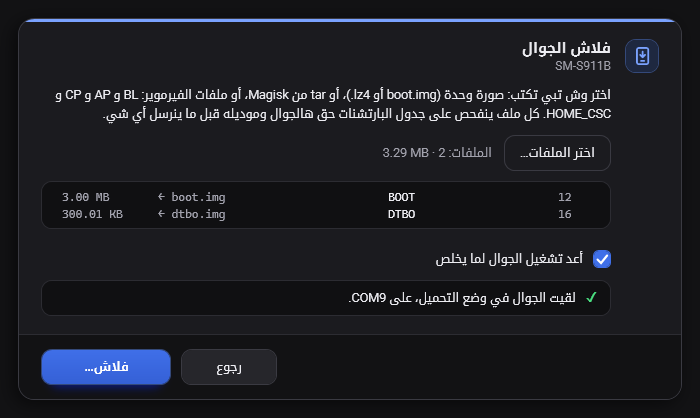 فلاش الجوال
SM-S911B
اختر وش تبي تكتب: صورة وحدة (boot.img أو lz4.)، أو tar من Magisk، أو ملفات الفيرموير: BL و AP و CP و
HOME_CSC. كل ملف ينفحص على جدول البارتشنات حق هالجوال وموديله قبل ما ينرسل أي شي.
اختر الملفات... الملفات: 2 · 3.29 MB
12 BOOT ← boot.img 3.00 MB
16 DTBO ← dtbo.img 300.01 KB
أعد تشغيل الجوال لما يخلص
✓ لقيت الجوال في وضع التحميل، على COM9.
رجوع فلاش...